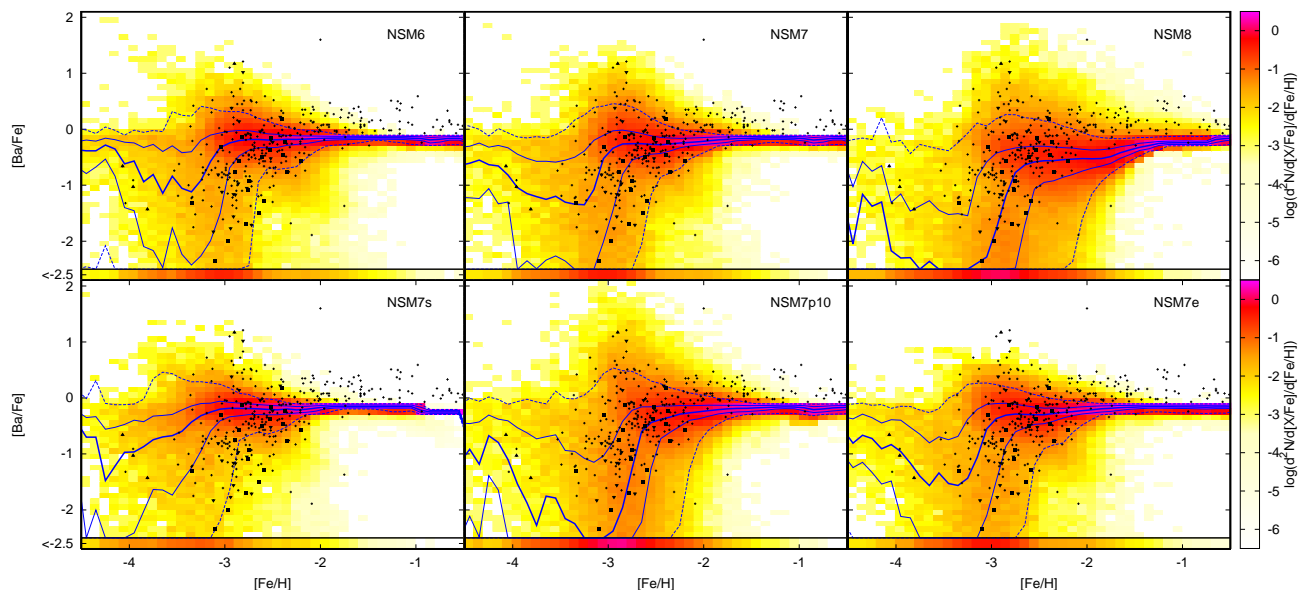 NSM6
NSM7
NSM8
2
1
0
-1
-2
<-2.5
[Ba/Fe]
0
-1
-2
-3
-4
-5
-6
log(d²N/d[X/Fe]/d[Fe/H])
NSM7s
NSM7p10
NSM7e
2
1
0
-1
-2
<-2.5
[Ba/Fe]
0
-1
-2
-3
-4
-5
-6
log(d²N/d[X/Fe]/d[Fe/H])
-4 -3 -2 -1 -4 -3 -2 -1 -4 -3 -2 -1
[Fe/H] [Fe/H] [Fe/H]